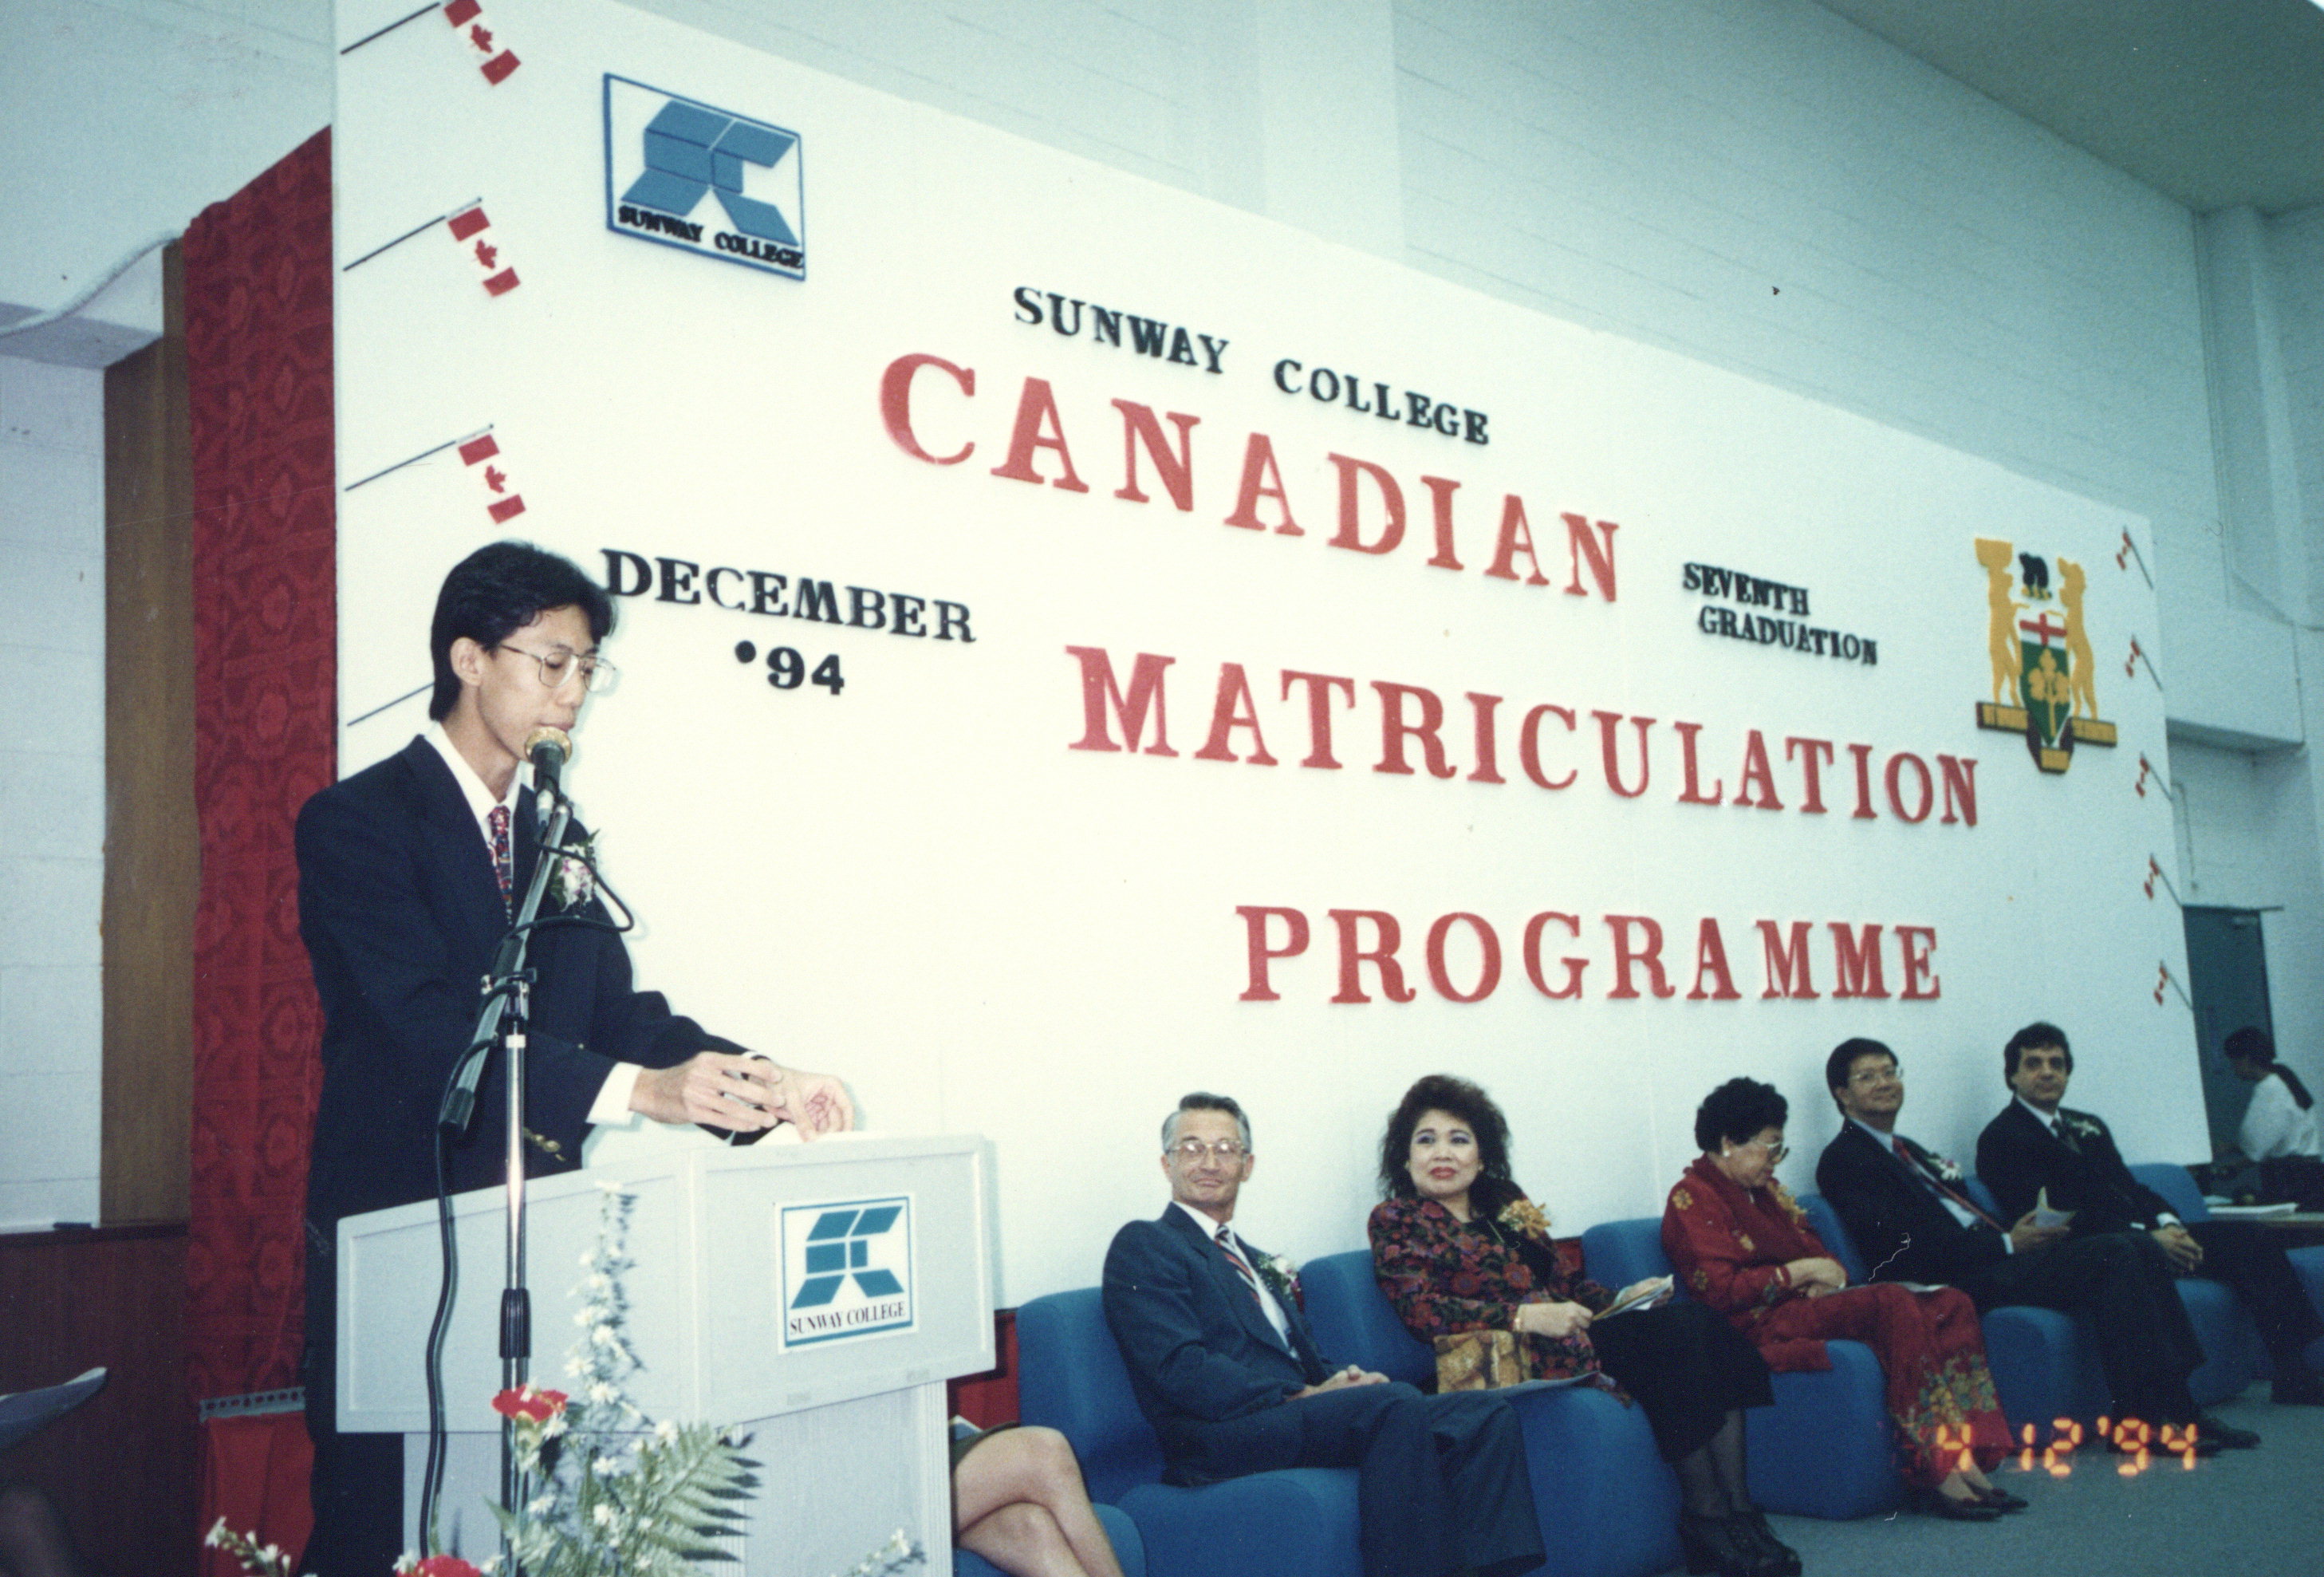 SUNWAY COLLEGE
SUNWAY COLLEGE
CANADIAN
DECEMBER
'94
SEVENTH
GRADUATION
MATRICULATION
PROGRAMME
SUNWAY COLLEGE
4 12 '94